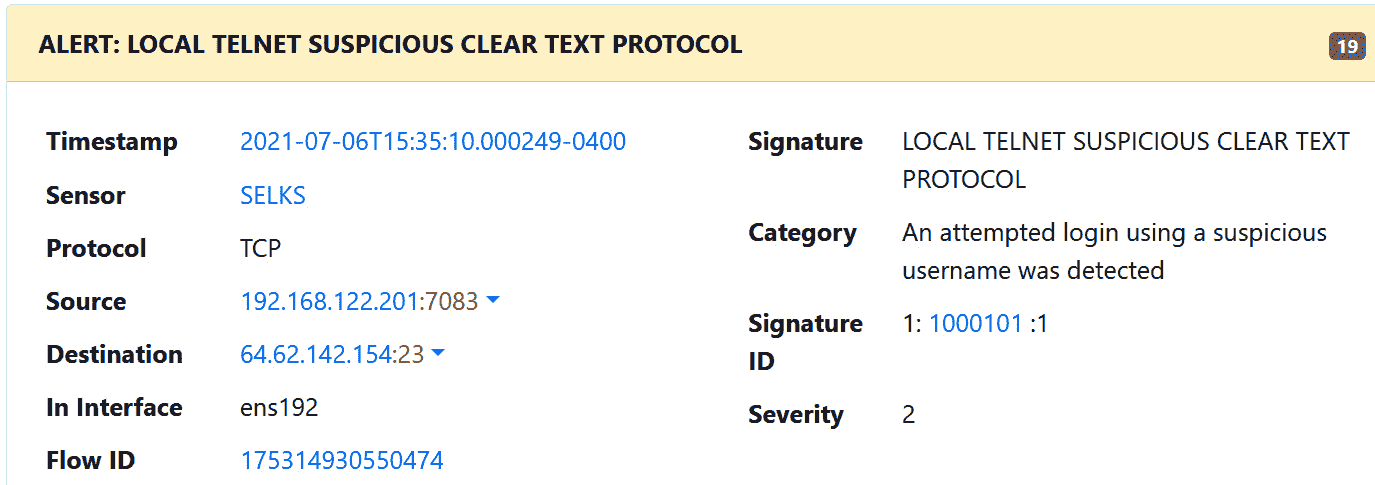 ALERT: LOCAL TELNET SUSPICIOUS CLEAR TEXT PROTOCOL 19
Timestamp 2021-07-06T15:35:10.000249-0400
Sensor SELKS
Protocol TCP
Source 192.168.122.201:7083
Destination 64.62.142.154:23
In Interface ens192
Flow ID 175314930550474
Signature LOCAL TELNET SUSPICIOUS CLEAR TEXT
PROTOCOL
Category An attempted login using a suspicious
username was detected
Signature 1: 1000101 :1
ID
Severity 2